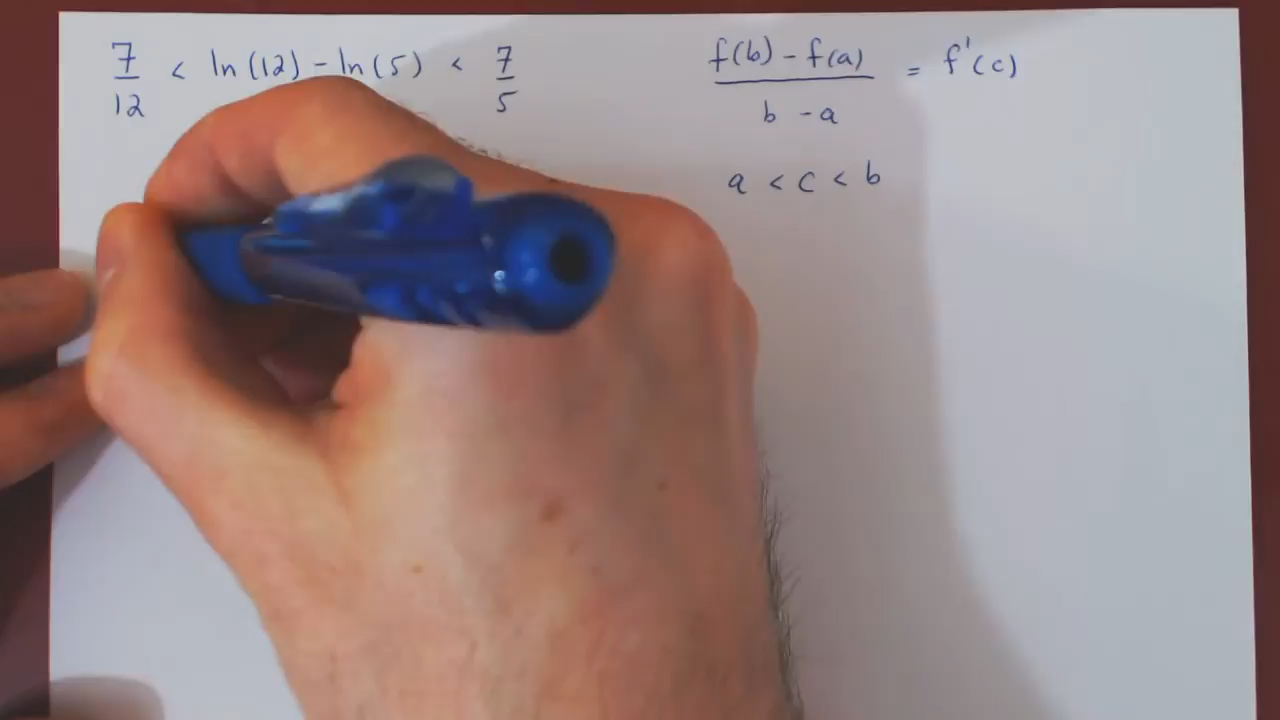 7/12 < ln(12) - ln(5) < 7/5
f(b) - f(a) / b - a = f'(c)
a < c < b